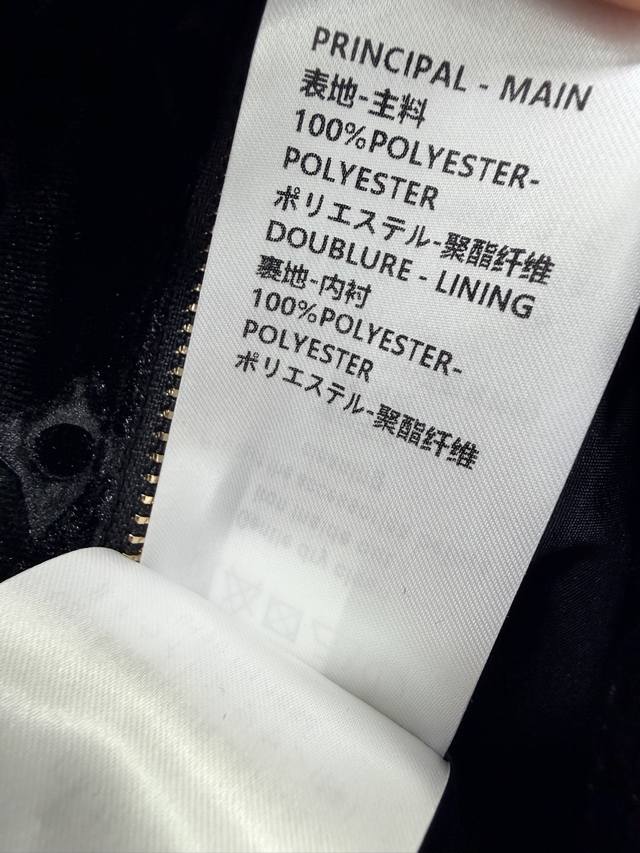 PRINCIPAL - MAIN
表地-主料
100%POLYESTER-
POLYESTER
ポリエステル-聚酯纤维
DOUBLURE - LINING
裏地-内衬
100%POLYESTER-
POLYESTER
ポリエステル-聚酯纤维